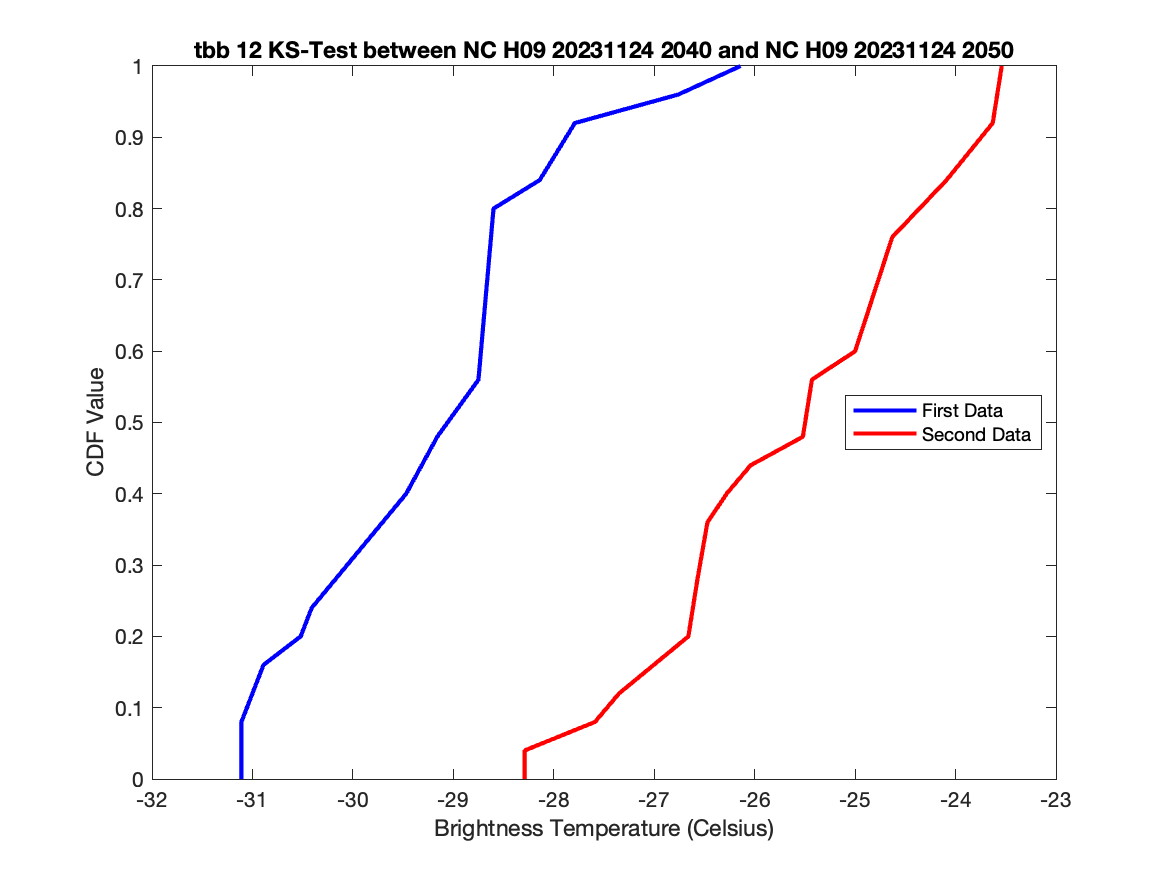 tbb 12 KS-Test between NC H09 20231124 2040 and NC H09 20231124 2050
1
0.9
0.8
0.7
0.6
0.5
0.4
0.3
0.2
0.1
0
CDF Value
First Data
Second Data
-32 -31 -30 -29 -28 -27 -26 -25 -24 -23
Brightness Temperature (Celsius)